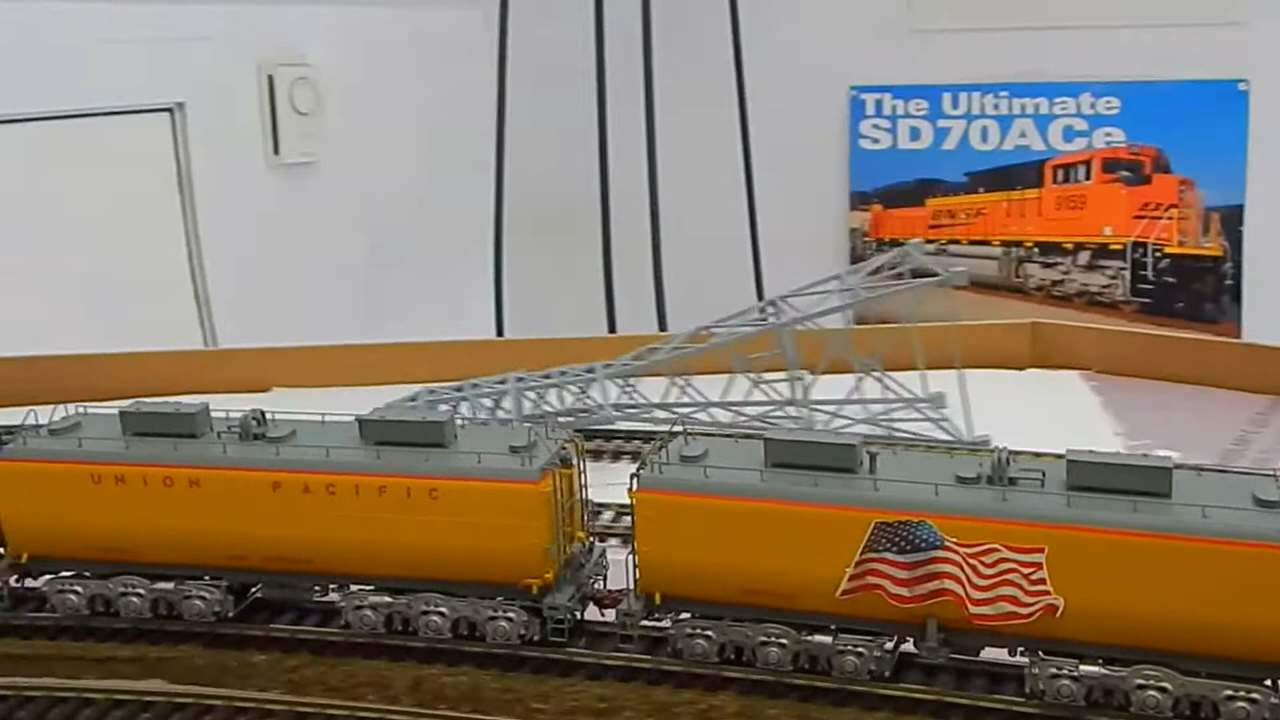 The Ultimate
SD70ACe
BNSF
9159
UNION PACIFIC